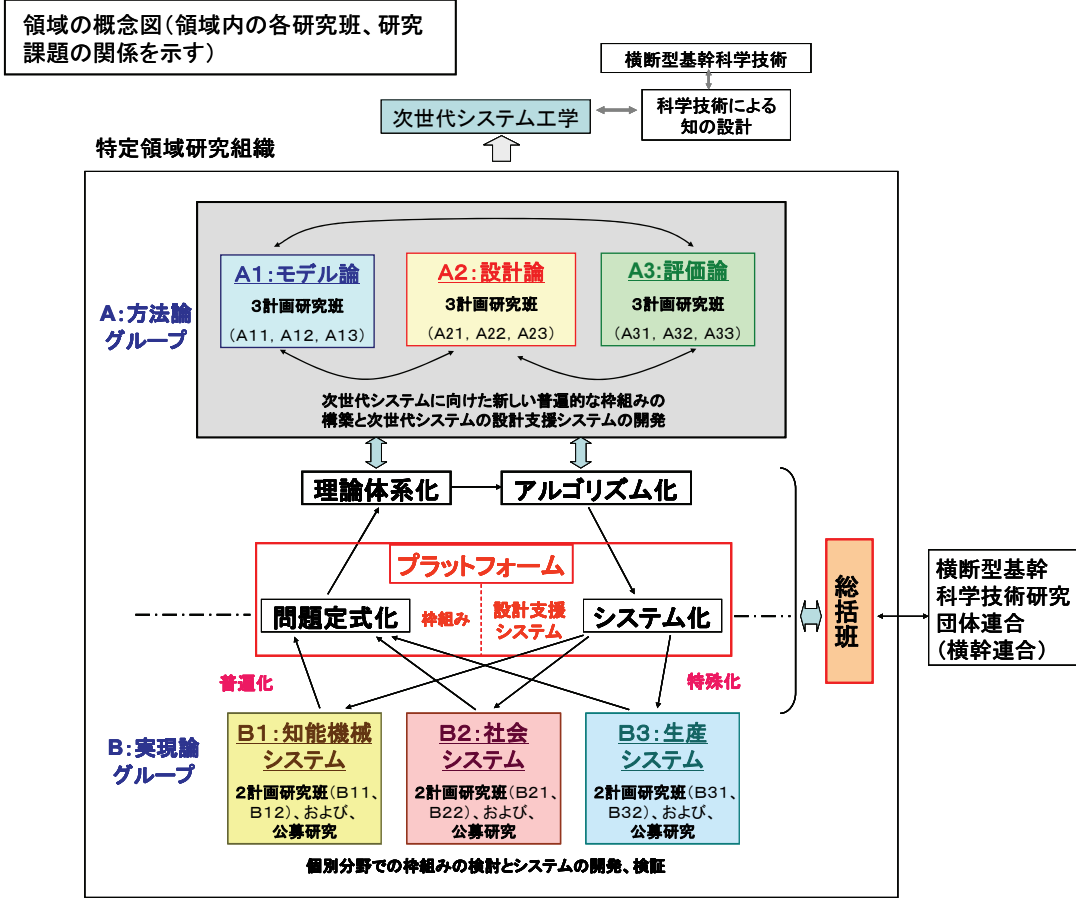 領域の概念図(領域内の各研究班、研究
課題の関係を示す)
横断型基幹科学技術
次世代システム工学
科学技術による
知の設計
特定領域研究組織
A:方法論
グループ
A1:モデル論
3計画研究班
(A11, A12, A13)
A2:設計論
3計画研究班
(A21, A22, A23)
A3:評価論
3計画研究班
(A31, A32, A33)
次世代システムに向けた新しい普遍的な枠組みの
構築と次世代システムの設計支援システムの開発
理論体系化
アルゴリズム化
プラットフォーム
問題定式化
枠組み
設計支援
システム
システム化
総括班
横断型基幹
科学技術研究
団体連合
(横幹連合)
普遍化
特殊化
B:実現論
グループ
B1:知能機械
システム
2計画研究班(B11、
B12)、および、
公募研究
B2:社会
システム
2計画研究班(B21、
B22)、および、
公募研究
B3:生産
システム
2計画研究班(B31、
B32)、および、
公募研究
個別分野での枠組みの検討とシステムの開発、検証